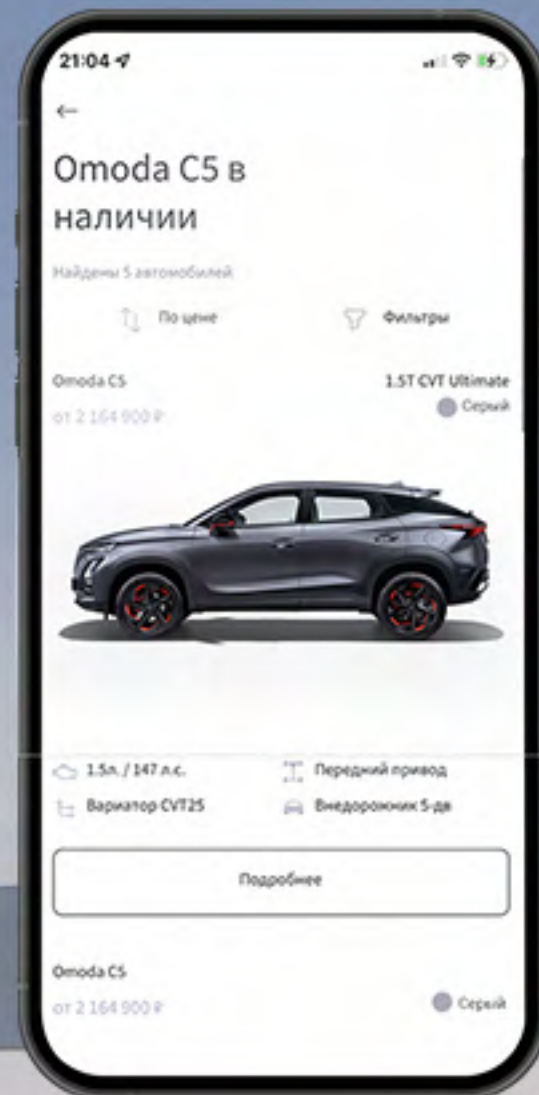 21:04
Omoda C5 в
наличии
Найдены 5 автомобилей
По цене
Фильтры
Omoda C5
1.5T CVT Ultimate
от 2 164 900 ₽
Серый
1.5л. / 147 л.с.
Передний привод
Вариатор CVT25
Внедорожник 5-дв
Подробнее
Omoda C5
от 2 164 900 ₽
Серый